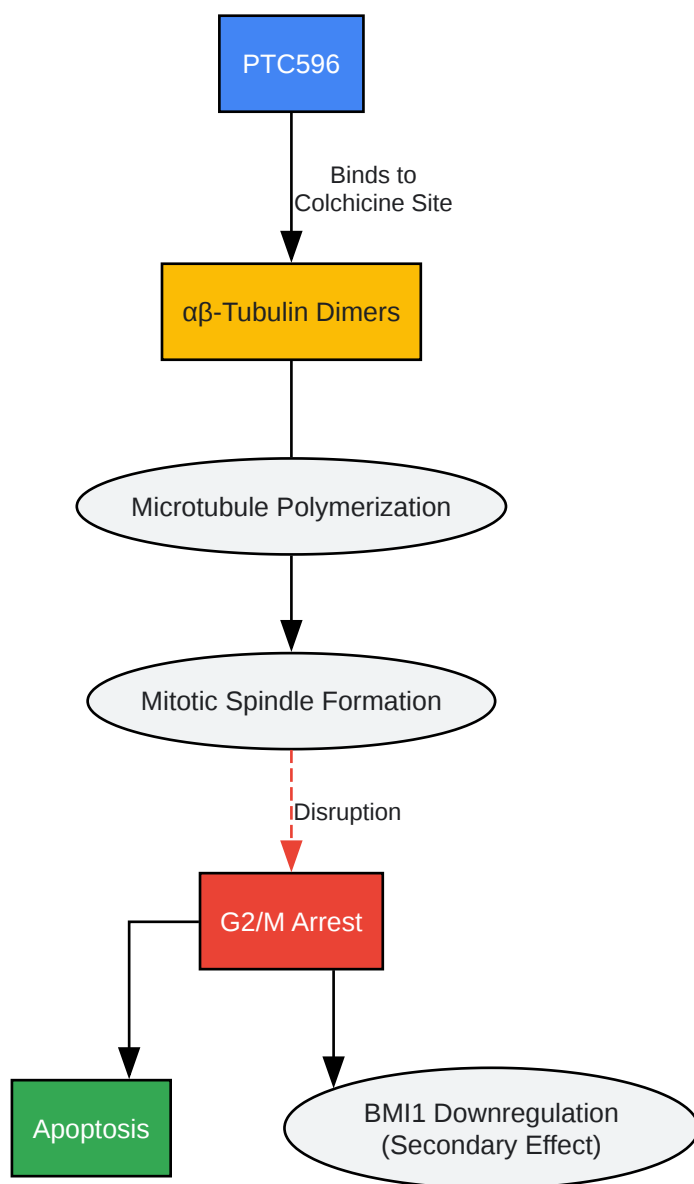 PTC596
Binds to
Colchicine Site
αβ-Tubulin Dimers
Microtubule Polymerization
Mitotic Spindle Formation
Disruption
G2/M Arrest
Apoptosis
BMI1 Downregulation
(Secondary Effect)